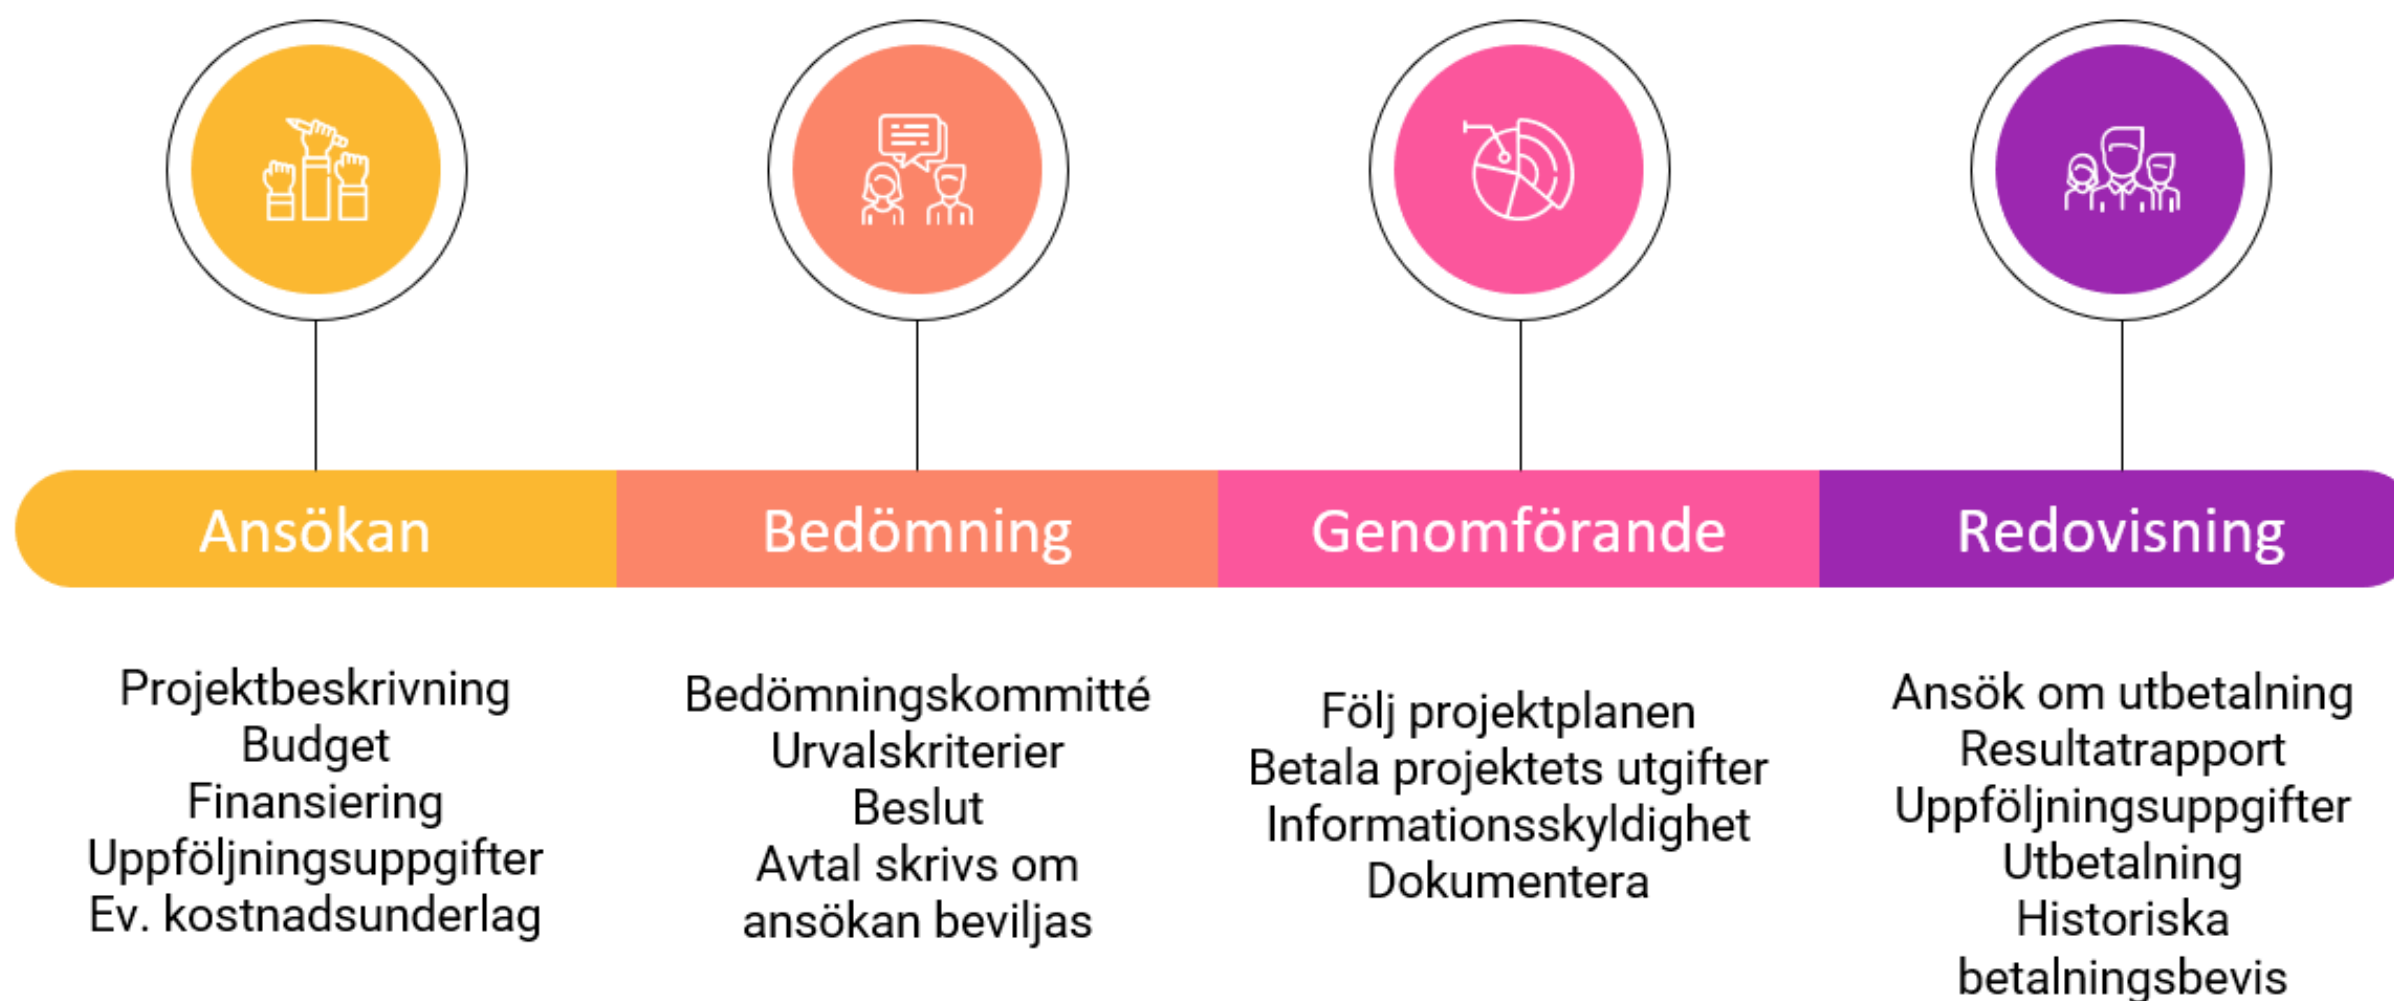 Ansökan
Bedömning
Genomförande
Redovisning
Projektbeskrivning
Budget
Finansiering
Uppföljningsuppgifter
Ev. kostnadsunderlag
Bedömningskommitté
Urvalskriterier
Beslut
Avtal skrivs om
ansökan beviljas
Följ projektplanen
Betala projektets utgifter
Informationsskyldighet
Dokumentera
Ansök om utbetalning
Resultatrapport
Uppföljningsuppgifter
Utbetalning
Historiska
betalningsbevis